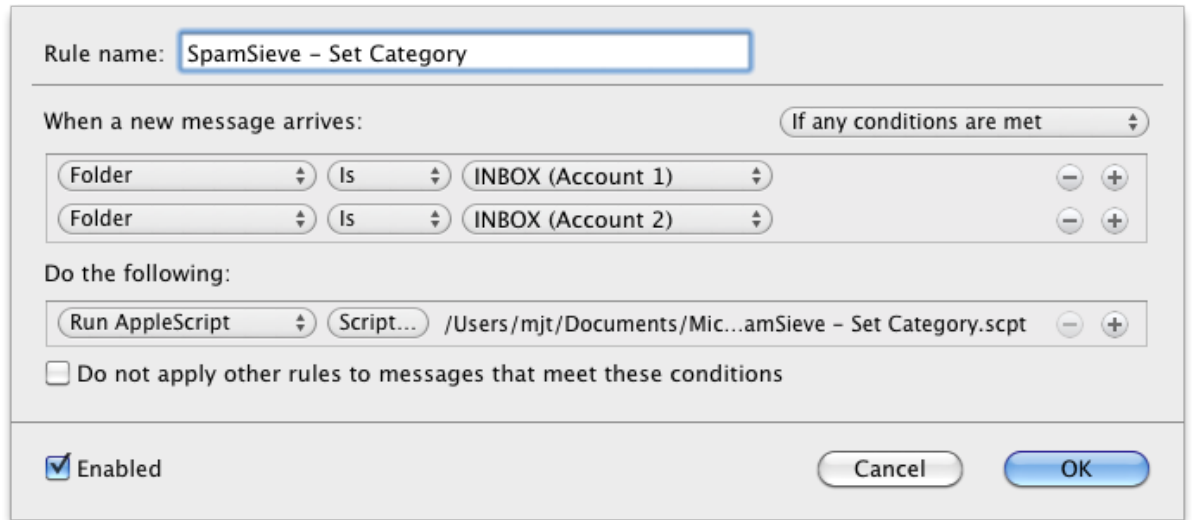 Rule name: SpamSieve – Set Category
When a new message arrives: If any conditions are met
Folder Is INBOX (Account 1)
Folder Is INBOX (Account 2)
Do the following:
Run AppleScript Script... /Users/mjt/Documents/Mic...amSieve – Set Category.scpt
Do not apply other rules to messages that meet these conditions
Enabled Cancel OK